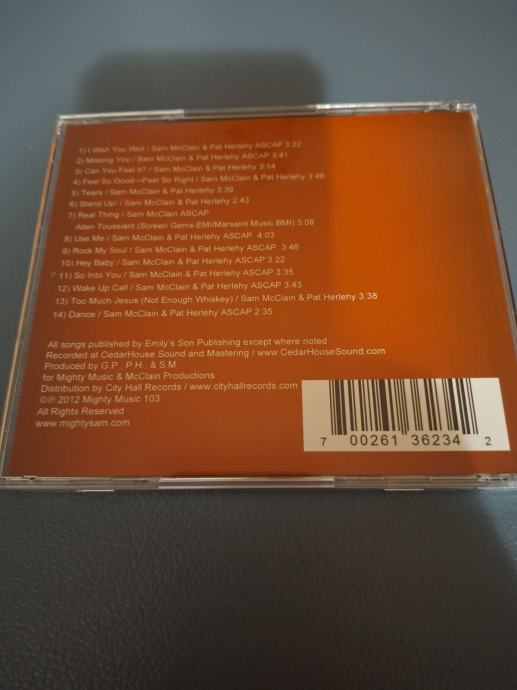 1) I Wish You Well / Sam McClain & Pat Herlehy ASCAP 3:22
2) Missing You / Sam McClain & Pat Herlehy ASCAP 3:41
3) Can You Feel It? / Sam McClain & Pat Herlehy / 3:14
4) Feel So Good—Feel So Right / Sam McClain & Pat Herlehy / 3:46
5) Tears / Sam McClain & Pat Herlehy 3:39
6) Stand Up! / Sam McClain & Pat Herlehy / 2:43
7) Real Thing / Sam McClain ASCAP
Allen Toussiant (Screen Gems-EMI/Marsaint Music BMI) 3:08
8) Use Me / Sam McClain & Pat Herlehy ASCAP 4:03
9) Rock My Soul / Sam McClain & Pat Herlehy ASCAP 3:46
10) Hey Baby / Sam McClain & Pat Herlehy ASCAP 3:22
11) So Into You / Sam McClain & Pat Herlehy ASCAP 3:35
12) Wake Up Call / Sam McClain & Pat Herlehy ASCAP 3:43
13) Too Much Jesus (Not Enough Whiskey) / Sam McClain & Pat Herlehy 3:38
14) Dance / Sam McClain & Pat Herlehy ASCAP 2:35
All songs published by Emily's Son Publishing except where noted
Recorded at CedarHouse Sound and Mastering / www.CedarHouseSound.com
Produced by G.P., P.H., & S.M.
for Mighty Music & McClain Productions
Distribution by City Hall Records / www.cityhallrecords.com
©℗ 2012 Mighty Music 103
All Rights Reserved
www.mightysam.com
7 00261 36234 2